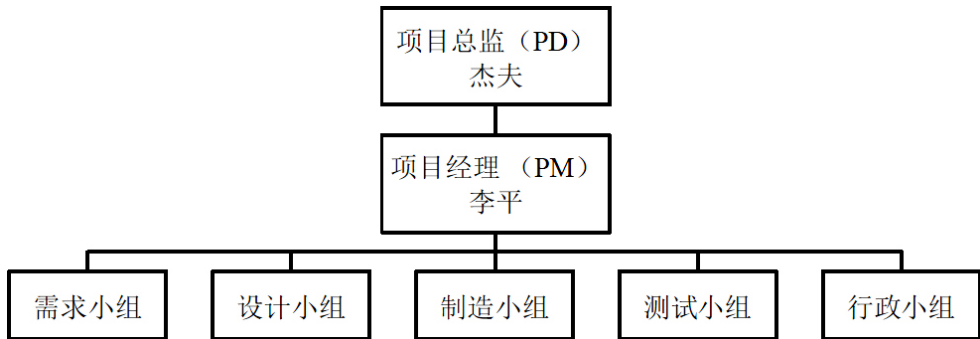 项目总监（PD）
杰夫
项目经理 （PM）
李平
需求小组
设计小组
制造小组
测试小组
行政小组